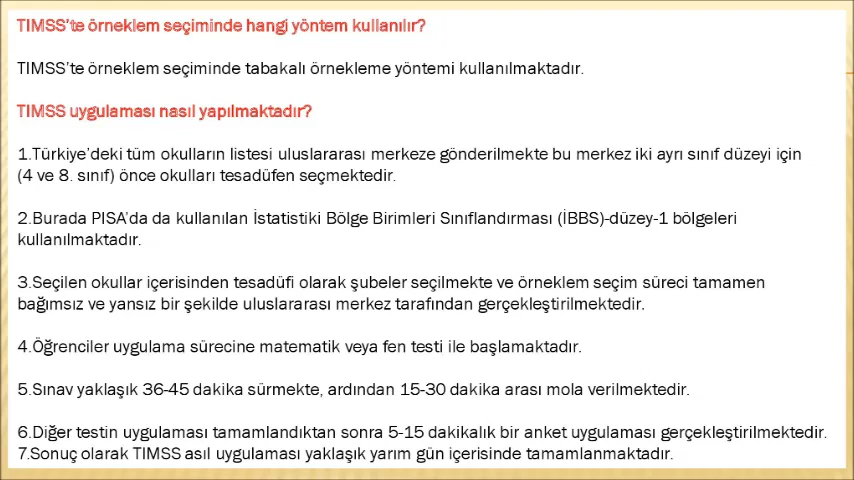 TIMSS'te örneklem seçiminde hangi yöntem kullanılır?
TIMSS'te örneklem seçiminde tabakalı örnekleme yöntemi kullanılmaktadır.
TIMSS uygulaması nasıl yapılmaktadır?
1.Türkiye'deki tüm okulların listesi uluslararası merkeze gönderilmekte bu merkez iki ayrı sınıf düzeyi için
(4 ve 8. sınıf) önce okulları tesadüfen seçmektedir.
2.Burada PISA'da da kullanılan İstatistiki Bölge Birimleri Sınıflandırması (İBBS)-düzey-1 bölgeleri
kullanılmaktadır.
3.Seçilen okullar içerisinden tesadüfi olarak şubeler seçilmekte ve örneklem seçim süreci tamamen
bağımsız ve yansız bir şekilde uluslararası merkez tarafından gerçekleştirilmektedir.
4.Öğrenciler uygulama sürecine matematik veya fen testi ile başlamaktadır.
5.Sınav yaklaşık 36-45 dakika sürmekte, ardından 15-30 dakika arası mola verilmektedir.
6.Diğer testin uygulaması tamamlandıktan sonra 5-15 dakikalık bir anket uygulaması gerçekleştirilmektedir.
7.Sonuç olarak TIMSS asıl uygulaması yaklaşık yarım gün içerisinde tamamlanmaktadır.